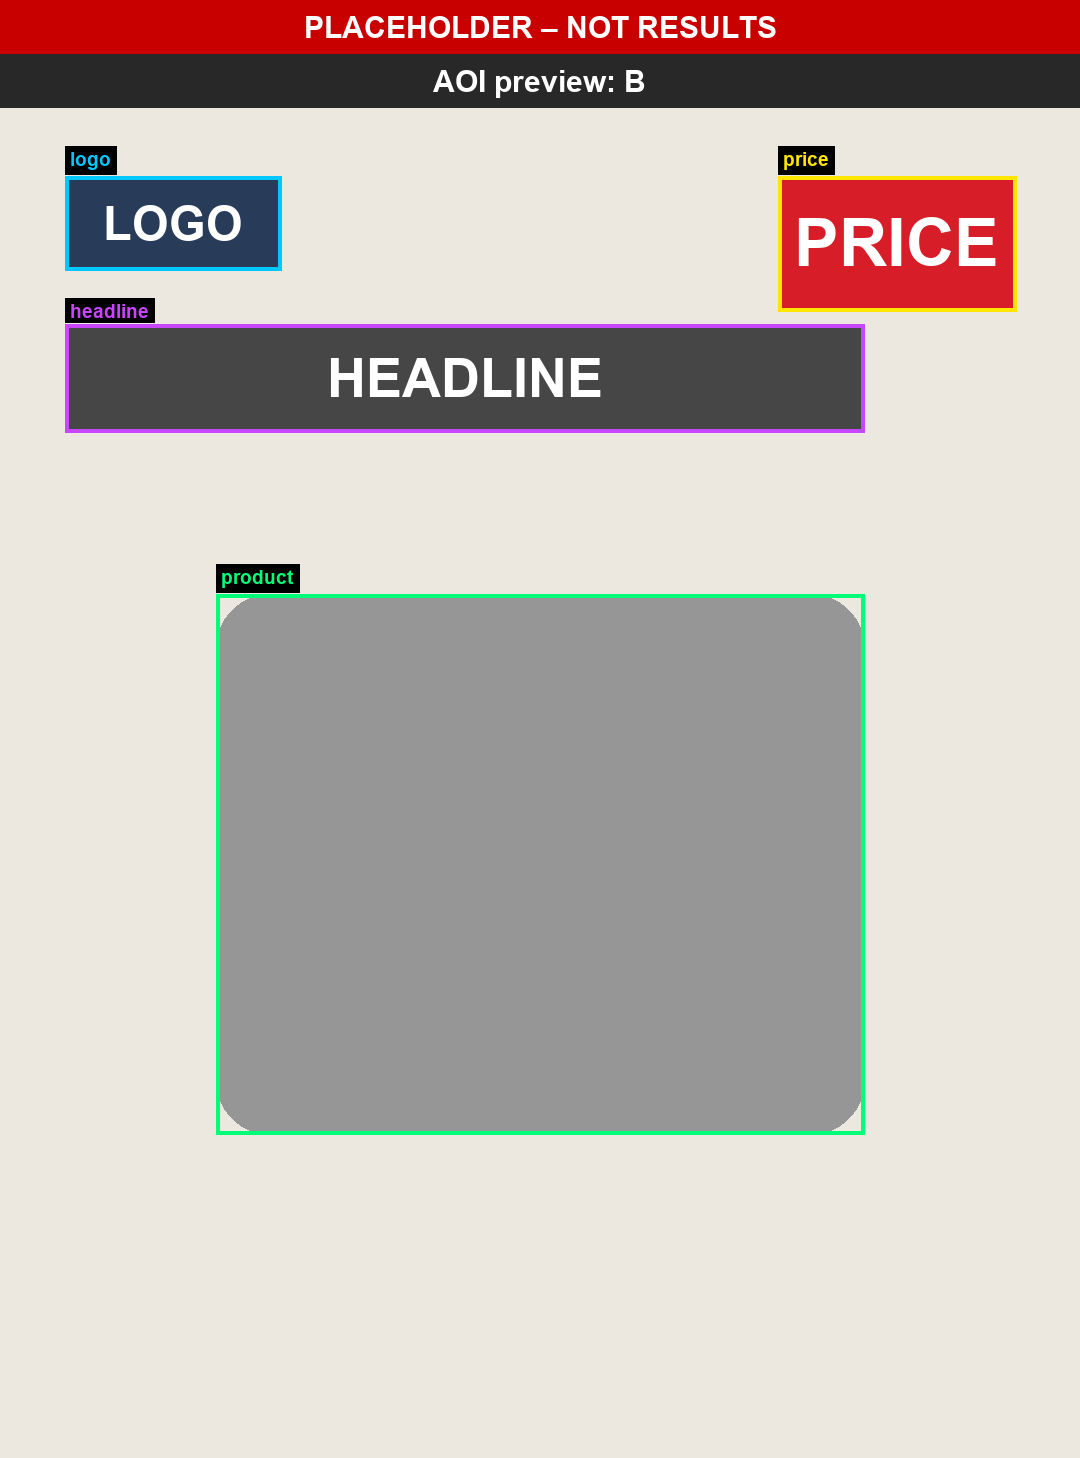 PLACEHOLDER – NOT RESULTS
AOI preview: B
logo
LOGO
price
PRICE
headline
HEADLINE
product